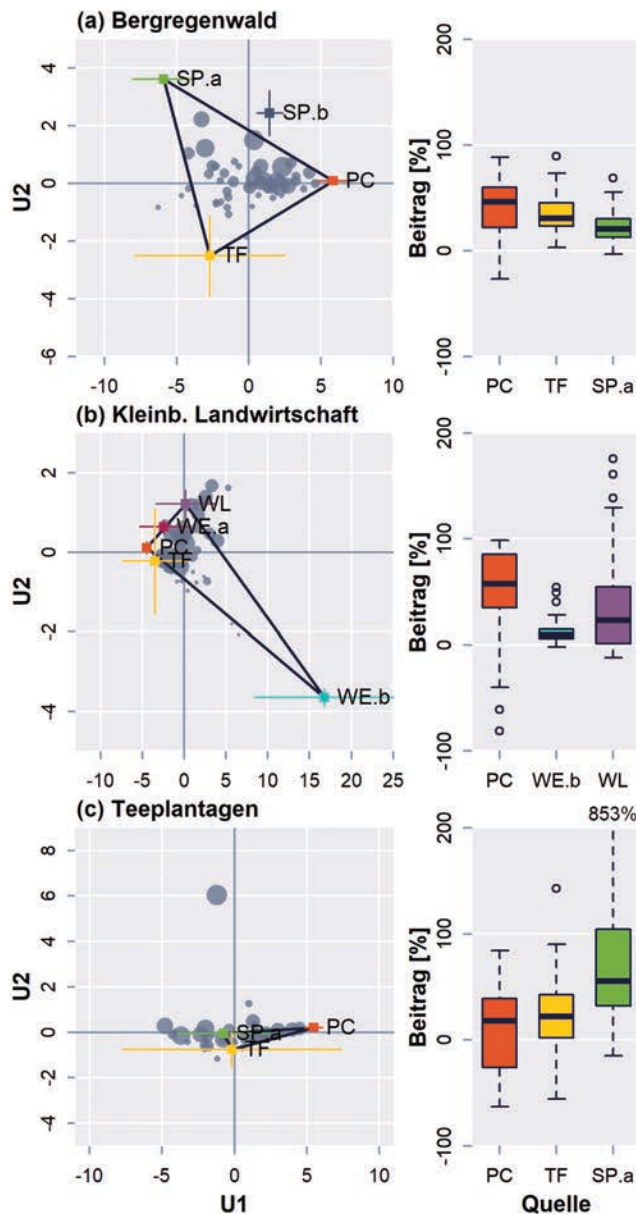 (a) Bergregenwald
U2
4
2
0
-2
-4
-6
SP.a
SP.b
PC
TF
-10 -5 0 5 10
Beitrag [%]
200
100
0
-100
PC TF SP.a
(b) Kleinb. Landwirtschaft
U2
2
0
-2
-4
WL
WE.a
PC
TF
WE.b
-10 -5 0 5 10 15 20 25
Beitrag [%]
200
100
0
-100
PC WE.b WL
(c) Teeplantagen
853%
U2
8
6
4
2
0
-2
-4
SP.a
PC
TF
-10 -5 0 5 10
U1
Beitrag [%]
200
100
0
-100
PC TF SP.a
Quelle